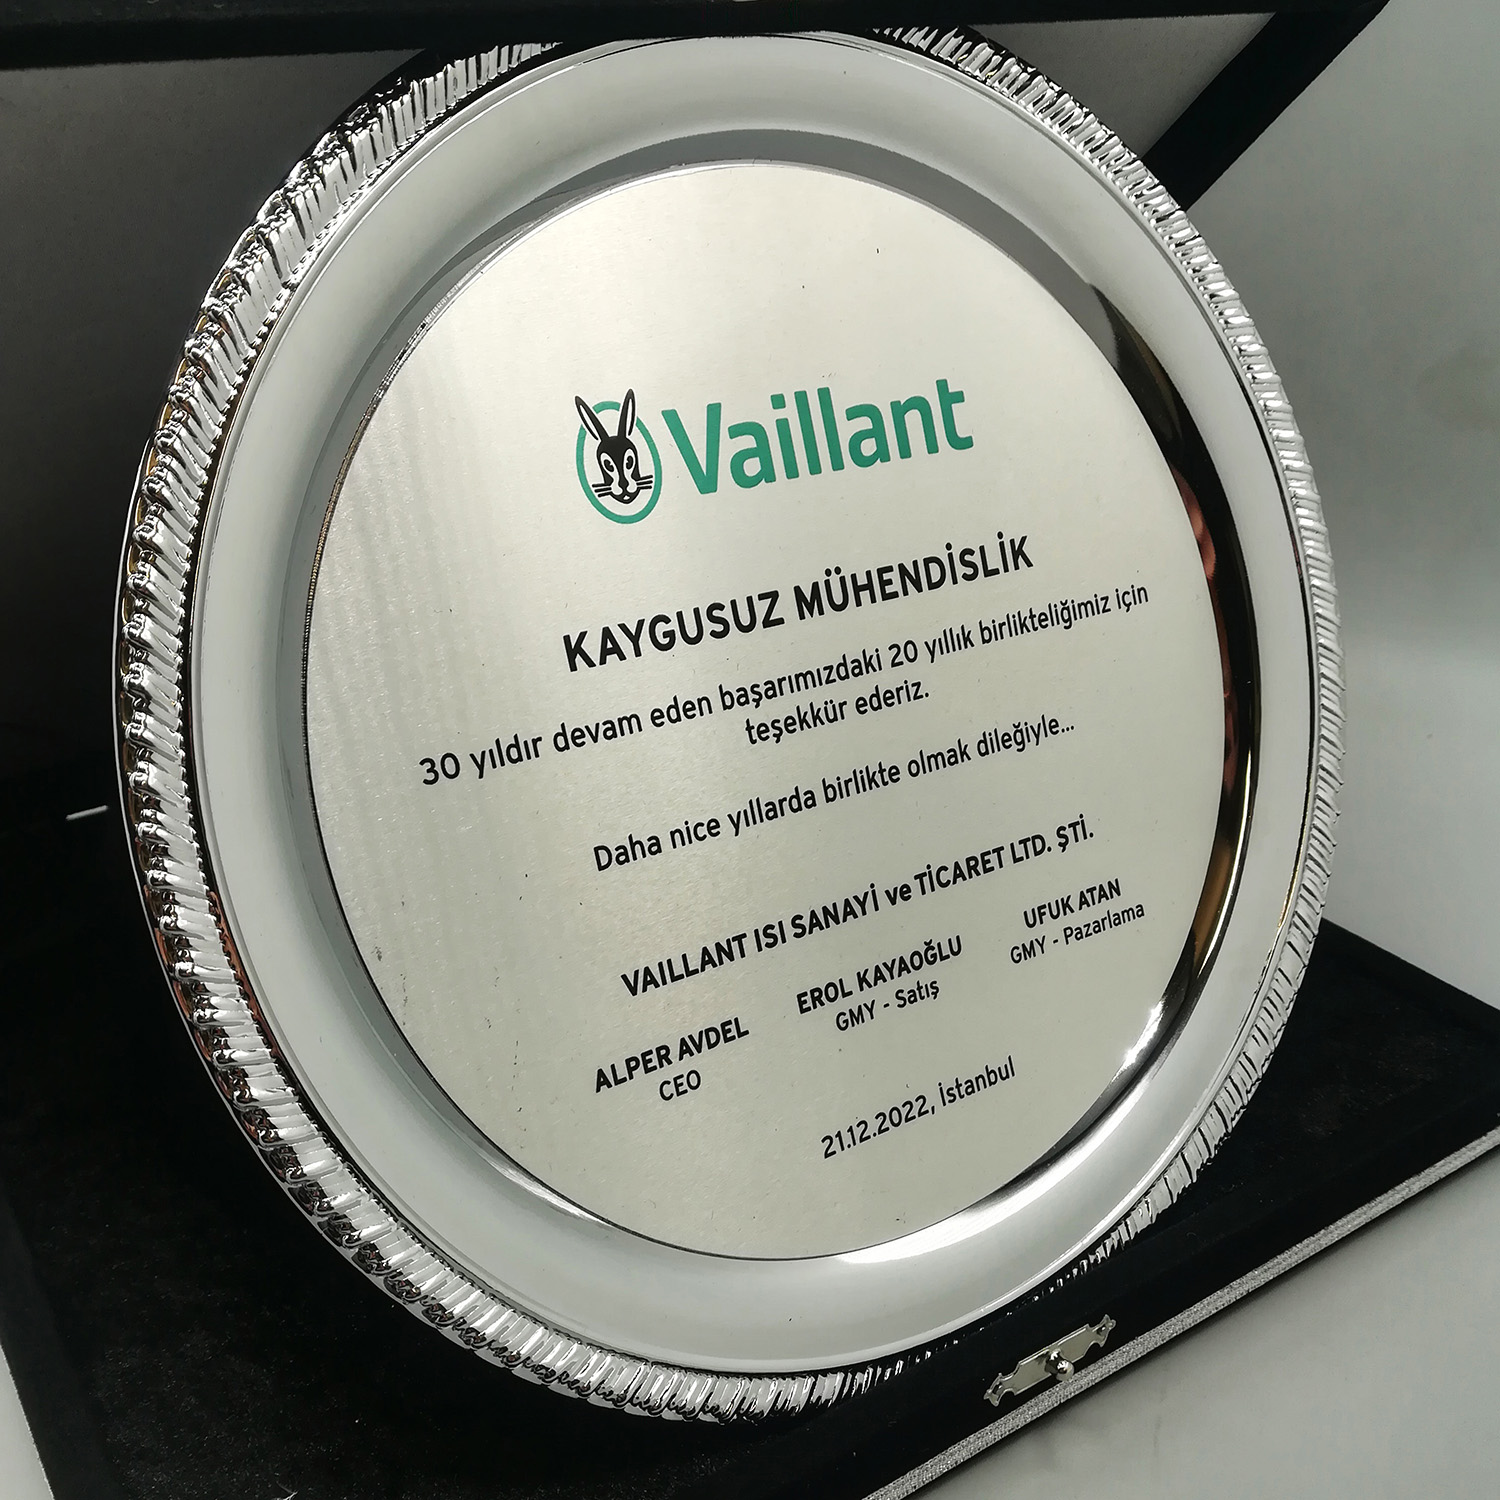 Vaillant
KAYGUSUZ MÜHENDİSLİK
30 yıldır devam eden başarımızdaki 20 yıllık birlikteliğimiz için
teşekkür ederiz.
Daha nice yıllarda birlikte olmak dileğiyle...
VAILLANT ISI SANAYİ ve TİCARET LTD. ŞTİ.
ALPER AVDEL
CEO
EROL KAYAOĞLU
GMY - Satış
UFUK ATAN
GMY - Pazarlama
21.12.2022, İstanbul